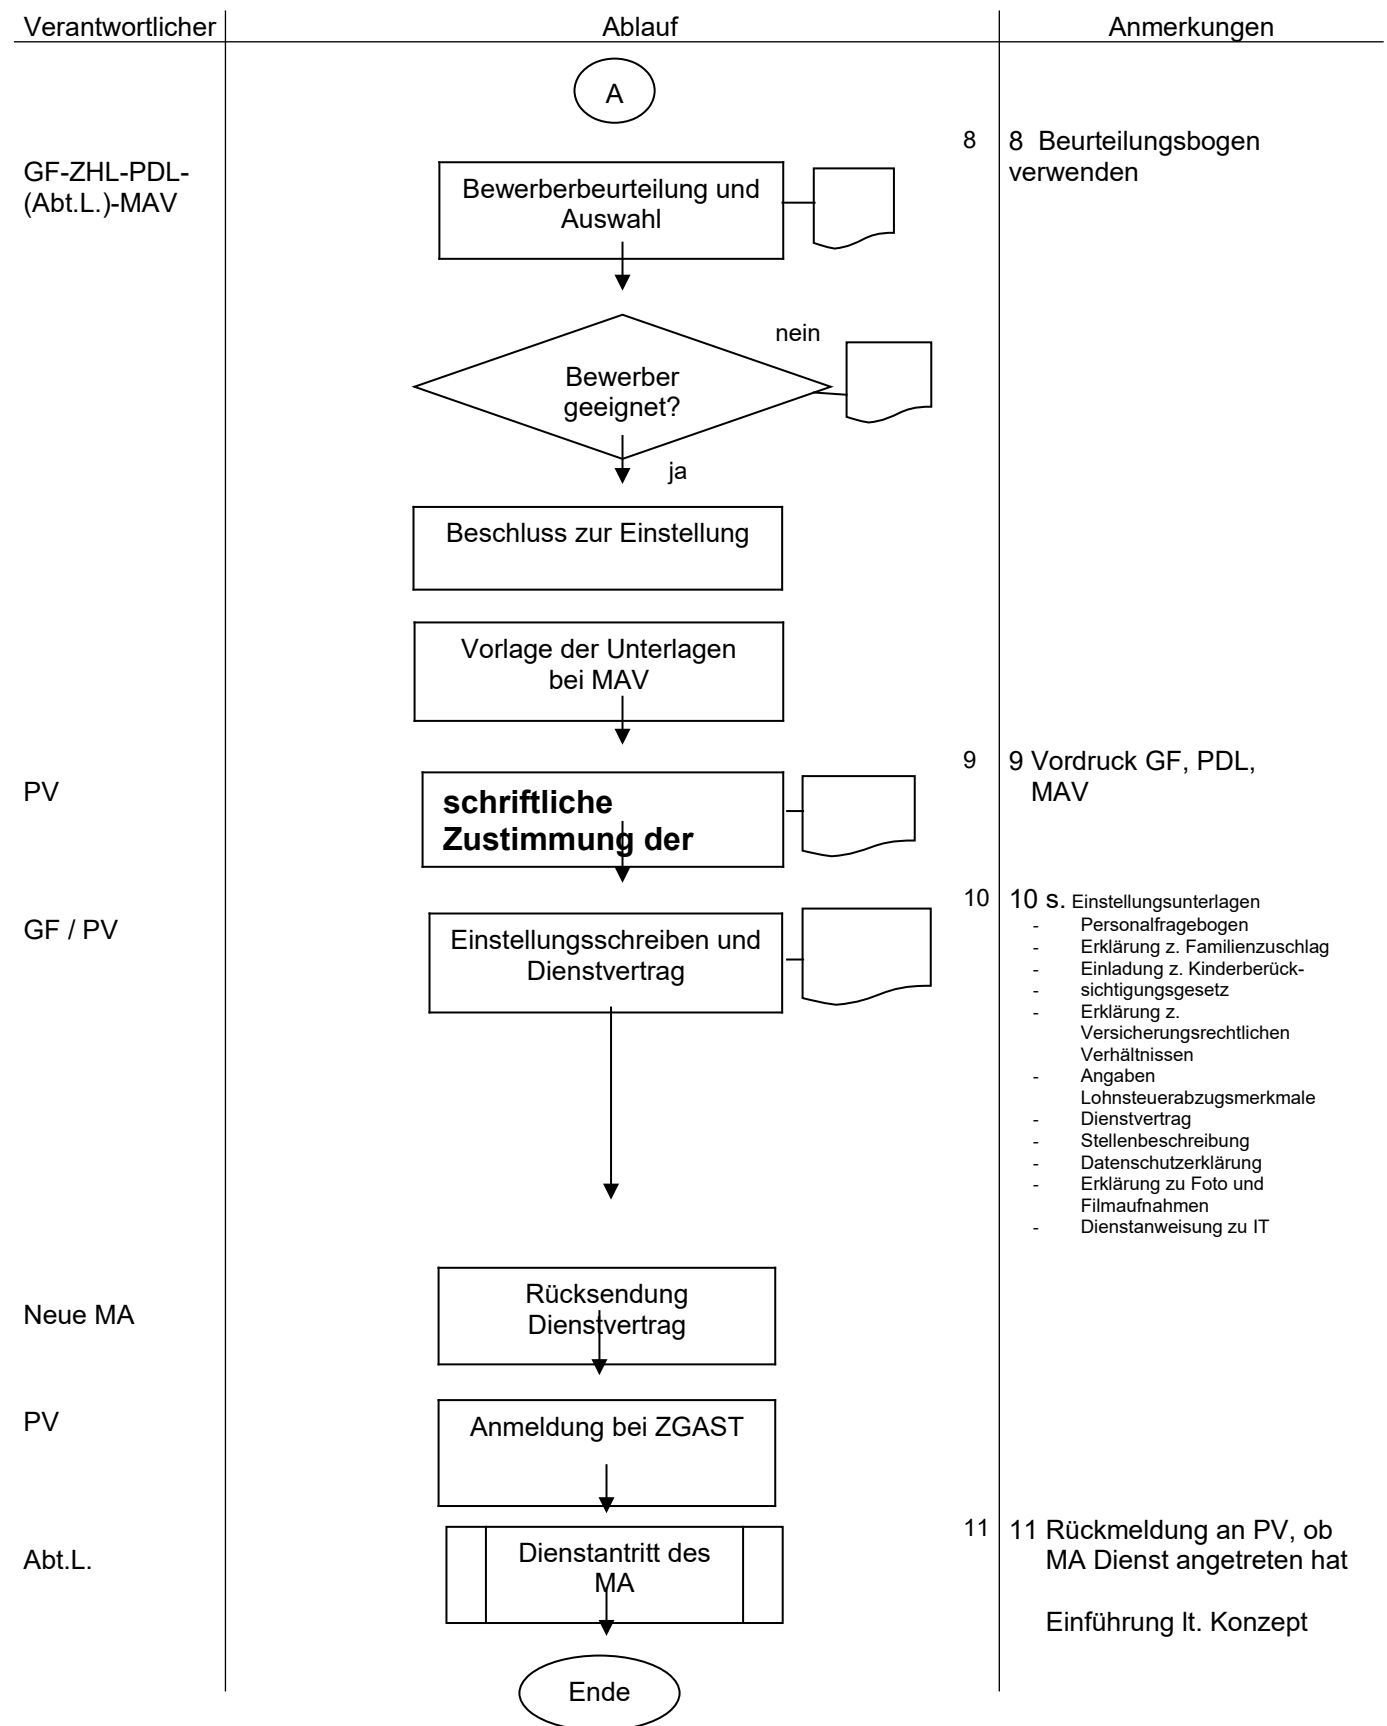 Verantwortlicher
Ablauf
Anmerkungen
A
GF-ZHL-PDL-
(Abt.L.)-MAV
Bewerberbeurteilung und
Auswahl
8
8 Beurteilungsbogen
verwenden
nein
Bewerber
geeignet?
ja
Beschluss zur Einstellung
Vorlage der Unterlagen
bei MAV
PV
schriftliche
Zustimmung der
9
9 Vordruck GF, PDL,
MAV
GF / PV
Einstellungsschreiben und
Dienstvertrag
10
10 s. Einstellungsunterlagen
- Personalfragebogen
- Erklärung z. Familienzuschlag
- Einladung z. Kinderberück-
- sichtigungsgesetz
- Erklärung z.
Versicherungsrechtlichen
Verhältnissen
- Angaben
Lohnsteuerabzugsmerkmale
- Dienstvertrag
- Stellenbeschreibung
- Datenschutzerklärung
- Erklärung zu Foto und
Filmaufnahmen
- Dienstanweisung zu IT
Neue MA
Rücksendung
Dienstvertrag
PV
Anmeldung bei ZGAST
Abt.L.
Dienstantritt des
MA
11
11 Rückmeldung an PV, ob
MA Dienst angetreten hat
Einführung lt. Konzept
Ende